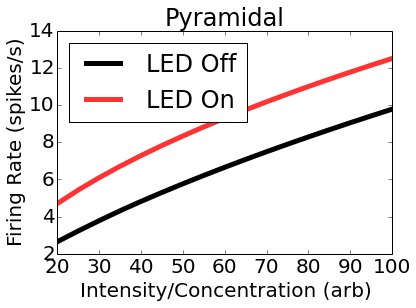 Pyramidal
14
12
10
8
6
4
2
Firing Rate (spikes/s)
LED Off
LED On
20 30 40 50 60 70 80 90 100
Intensity/Concentration (arb)